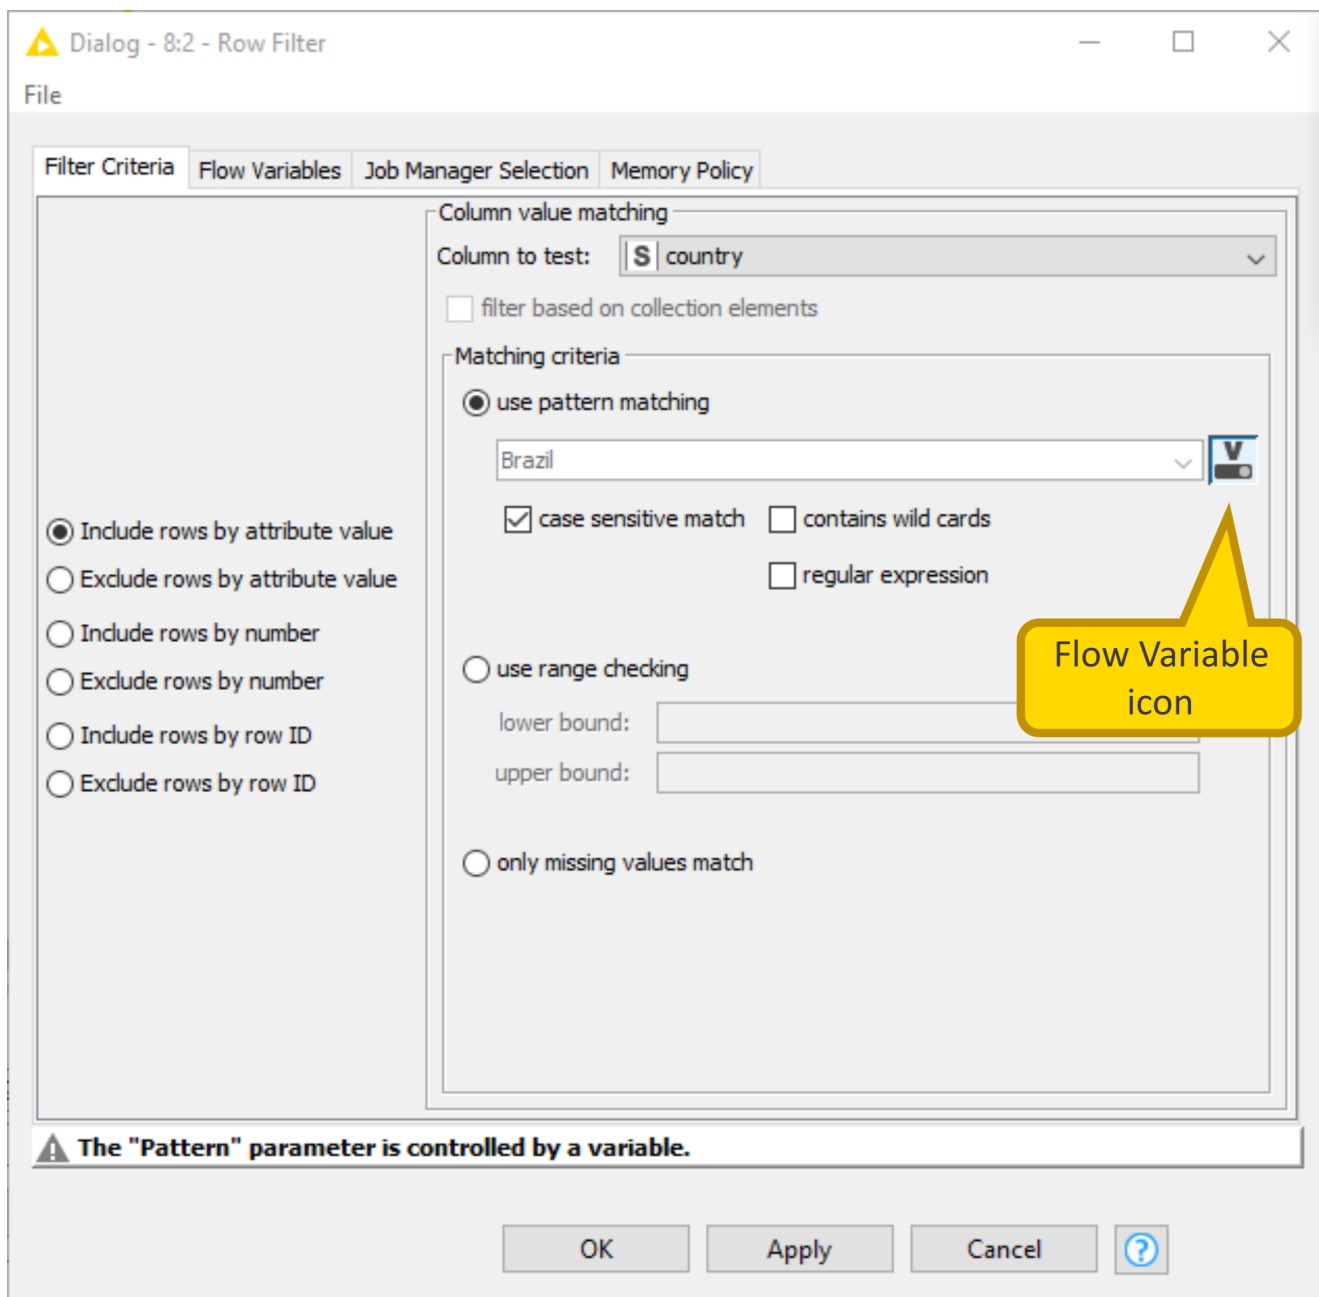 Dialog - 8:2 - Row Filter
File
Filter Criteria Flow Variables Job Manager Selection Memory Policy
Column value matching
Column to test: S country
filter based on collection elements
Matching criteria
use pattern matching
Brazil
V
case sensitive match contains wild cards
regular expression
Include rows by attribute value
Exclude rows by attribute value
Include rows by number
Exclude rows by number
Include rows by row ID
Exclude rows by row ID
use range checking
lower bound:
upper bound:
only missing values match
Flow Variable
icon
The "Pattern" parameter is controlled by a variable.
OK Apply Cancel ?